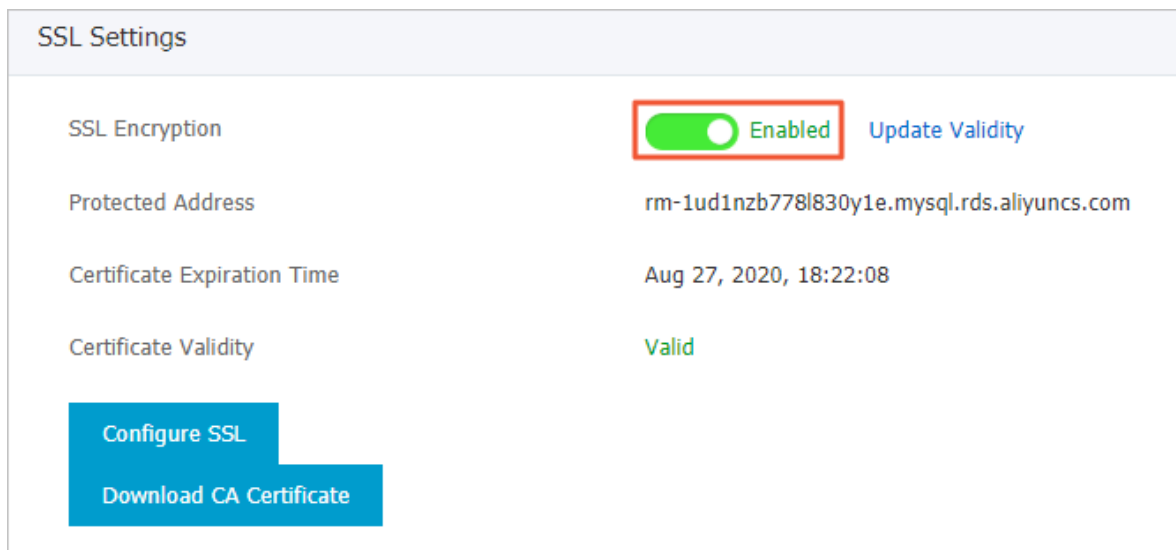 SSL Settings
SSL Encryption Enabled Update Validity
Protected Address rm-1ud1nzb778l830y1e.mysql.rds.aliyuncs.com
Certificate Expiration Time Aug 27, 2020, 18:22:08
Certificate Validity Valid
Configure SSL
Download CA Certificate